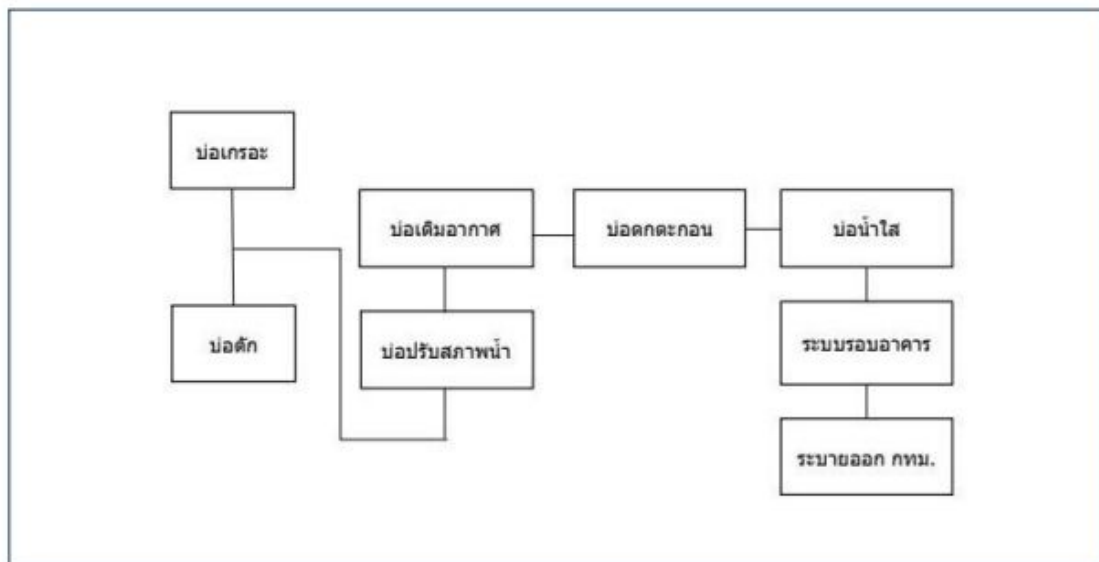 บ่อเกรอะ
บ่อดัก
บ่อเติมอากาศ
บ่อปรับสภาพน้ำ
บ่อตกตะกอน
บ่อน้ำใส
ระบบรอบอาคาร
ระบายออก กทม.